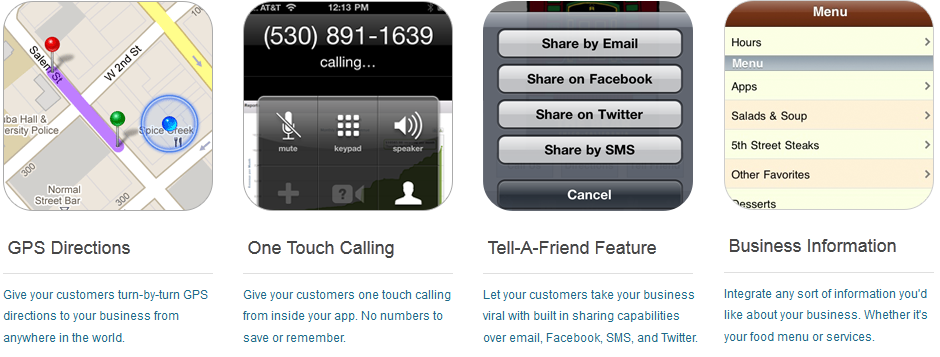 Salem St
W 2nd St
uba Hall &
versity Police
Spice Creek
300
100
Normal
Street Bar
300
100
AT&T
12:13 PM
(530) 891-1639
calling...
mute
keypad
speaker
Share by Email
Share on Facebook
Share on Twitter
Share by SMS
Cancel
Menu
Hours
Menu
Apps
Salads & Soup
5th Street Steaks
Other Favorites
Desserts
GPS Directions
Give your customers turn-by-turn GPS
directions to your business from
anywhere in the world.
One Touch Calling
Give your customers one touch calling
from inside your app. No numbers to
save or remember.
Tell-A-Friend Feature
Let your customers take your business
viral with built in sharing capabilities
over email, Facebook, SMS, and Twitter.
Business Information
Integrate any sort of information you'd
like about your business. Whether it's
your food menu or services.